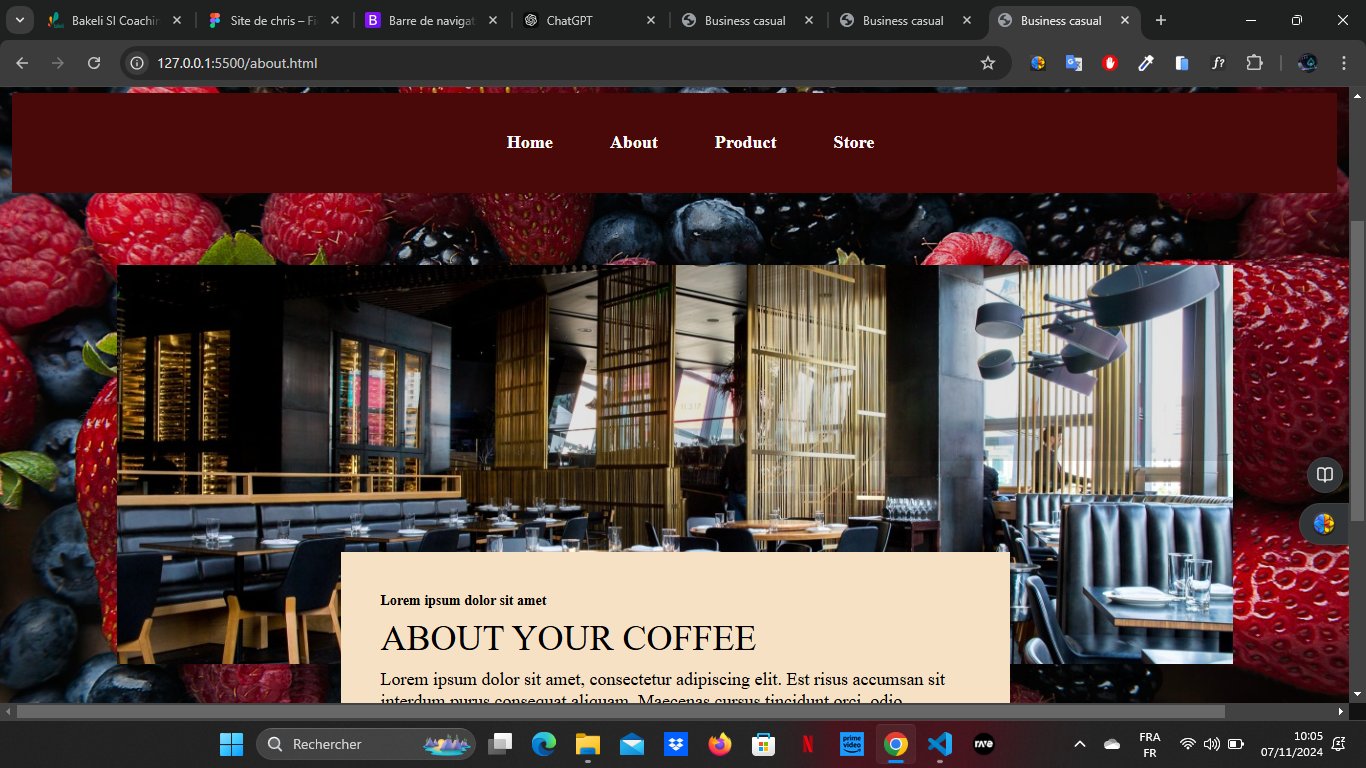 Bakeli SI Coachin
Site de chris – Fi
Barre de navigat
ChatGPT
Business casual
Business casual
Business casual
127.0.0.1:5500/about.html
f?
Home
About
Product
Store
Lorem ipsum dolor sit amet
ABOUT YOUR COFFEE
Lorem ipsum dolor sit amet, consectetur adipiscing elit. Est risus accumsan sit
interdum purus consequat aliquam. Maecenas cursus tincidunt orci, odio
Rechercher
prime video
rave
FRA
FR
10:05
07/11/2024